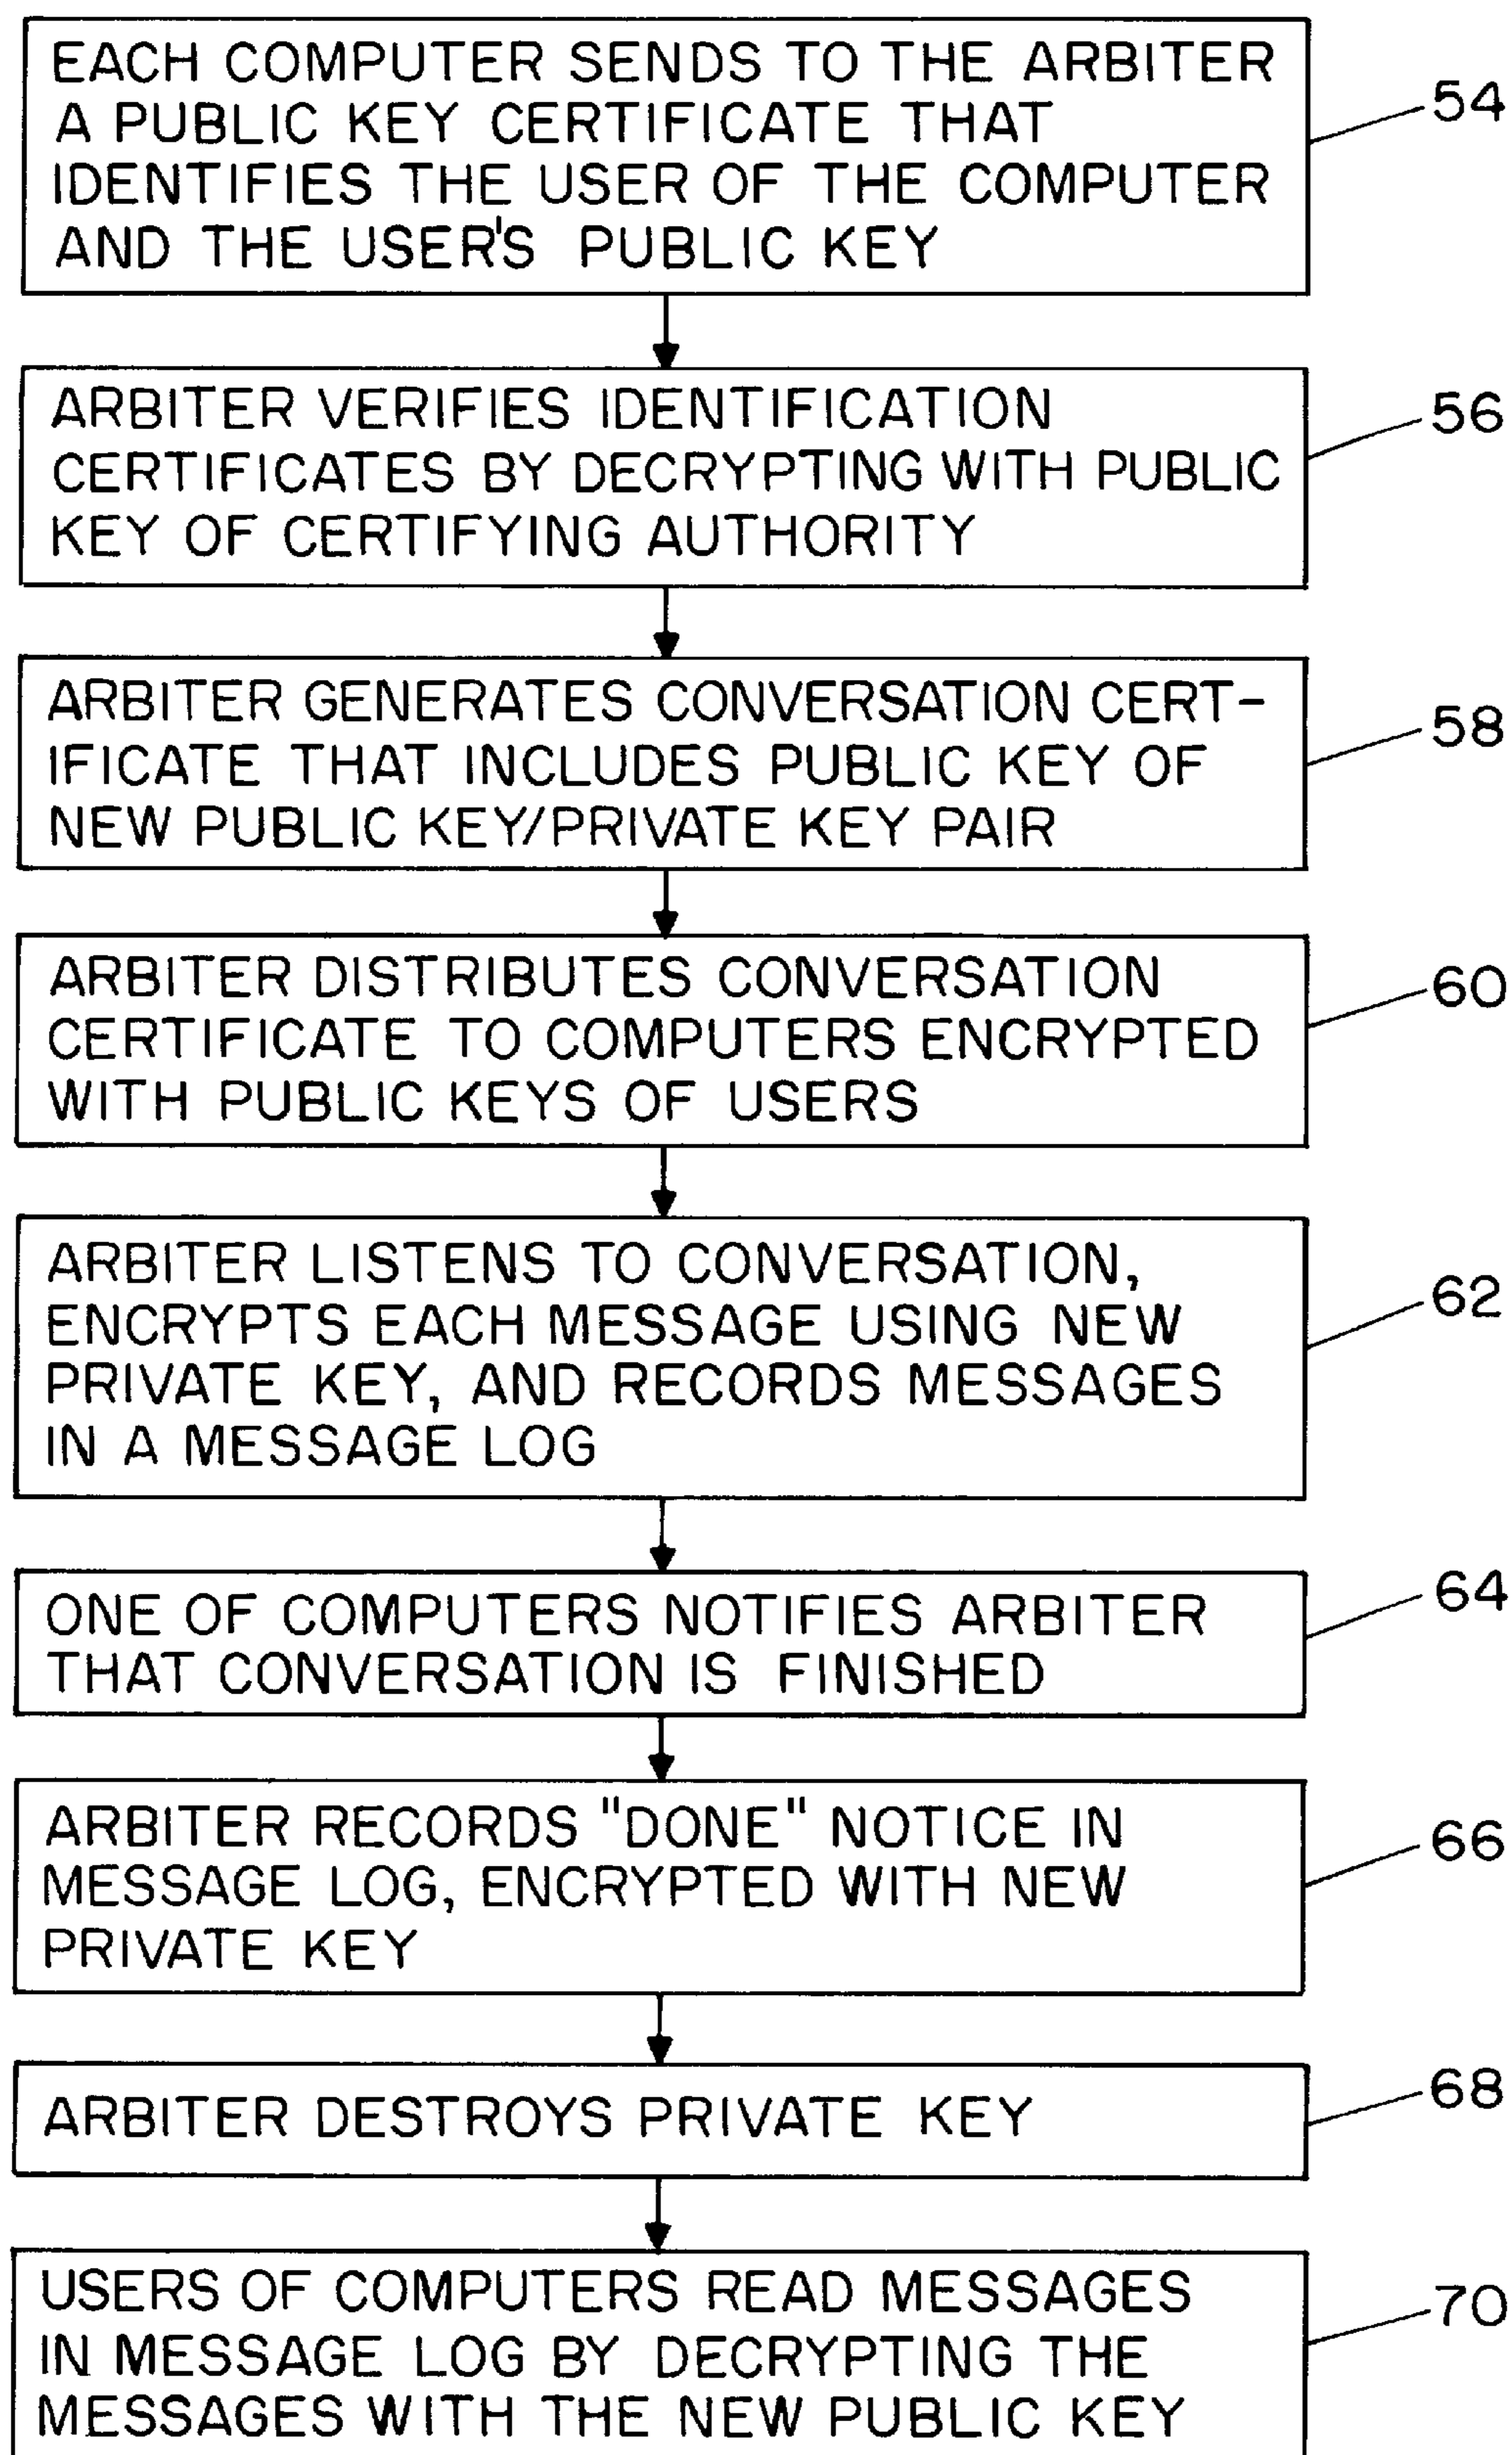 EACH COMPUTER SENDS TO THE ARBITER
A PUBLIC KEY CERTIFICATE THAT
IDENTIFIES THE USER OF THE COMPUTER
AND THE USER'S PUBLIC KEY
54
ARBITER VERIFIES IDENTIFICATION
CERTIFICATES BY DECRYPTING WITH PUBLIC
KEY OF CERTIFYING AUTHORITY
56
ARBITER GENERATES CONVERSATION CERT-
IFICATE THAT INCLUDES PUBLIC KEY OF
NEW PUBLIC KEY/PRIVATE KEY PAIR
58
ARBITER DISTRIBUTES CONVERSATION
CERTIFICATE TO COMPUTERS ENCRYPTED
WITH PUBLIC KEYS OF USERS
60
ARBITER LISTENS TO CONVERSATION,
ENCRYPTS EACH MESSAGE USING NEW
PRIVATE KEY, AND RECORDS MESSAGES
IN A MESSAGE LOG
62
ONE OF COMPUTERS NOTIFIES ARBITER
THAT CONVERSATION IS FINISHED
64
ARBITER RECORDS "DONE" NOTICE IN
MESSAGE LOG, ENCRYPTED WITH NEW
PRIVATE KEY
66
ARBITER DESTROYS PRIVATE KEY
68
USERS OF COMPUTERS READ MESSAGES
IN MESSAGE LOG BY DECRYPTING THE
MESSAGES WITH THE NEW PUBLIC KEY
70